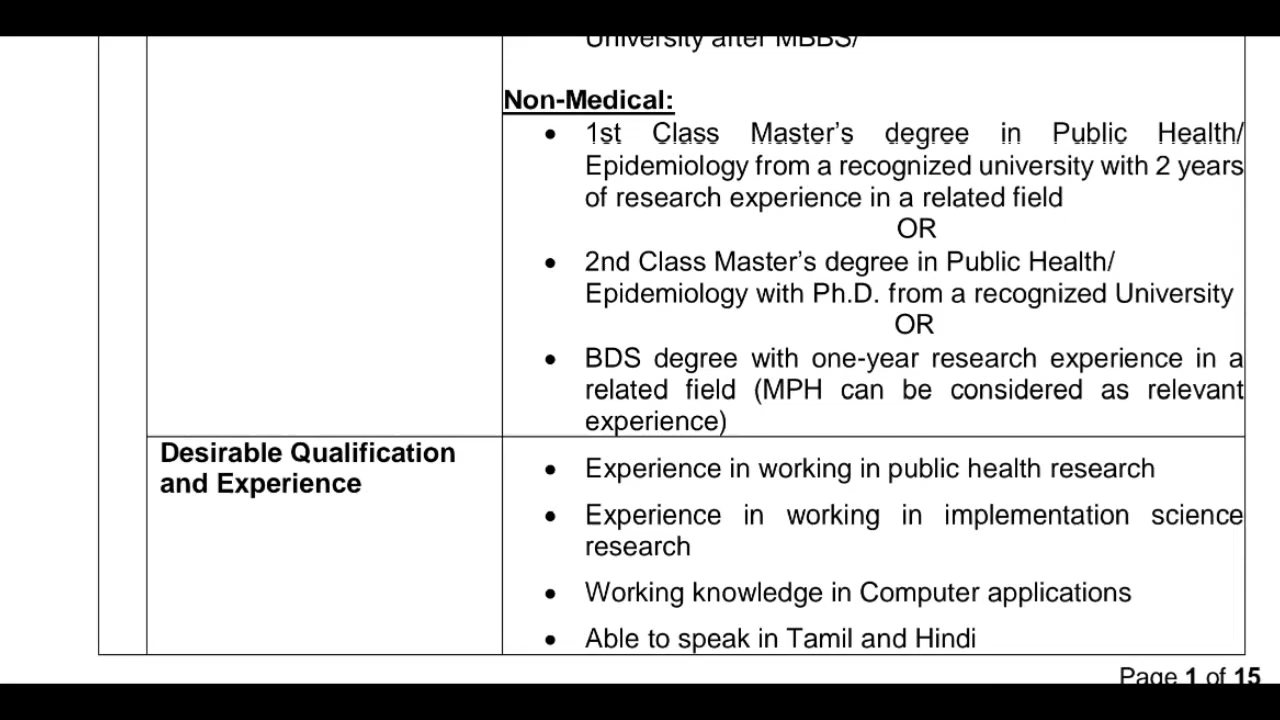 University after MBBS/
Non-Medical:
• 1st Class Master’s degree in Public Health/
Epidemiology from a recognized university with 2 years
of research experience in a related field
OR
• 2nd Class Master’s degree in Public Health/
Epidemiology with Ph.D. from a recognized University
OR
• BDS degree with one-year research experience in a
related field (MPH can be considered as relevant
experience)
Desirable Qualification
and Experience
• Experience in working in public health research
• Experience in working in implementation science
research
• Working knowledge in Computer applications
• Able to speak in Tamil and Hindi
Page 1 of 15